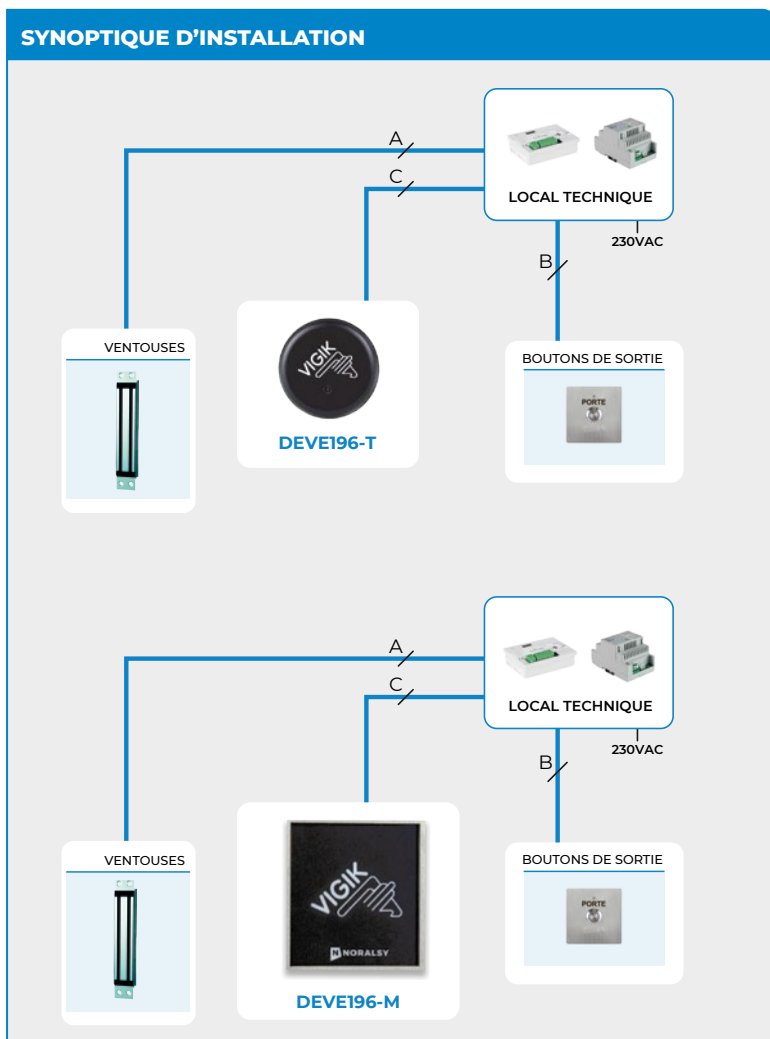 SYNOPTIQUE D'INSTALLATION
A
C
LOCAL TECHNIQUE
230VAC
B
VENTOUSES
VIGIK
DEVE196-T
BOUTONS DE SORTIE
PORTE
A
C
LOCAL TECHNIQUE
230VAC
B
VENTOUSES
VIGIK
N NORALSY
DEVE196-M
BOUTONS DE SORTIE
PORTE